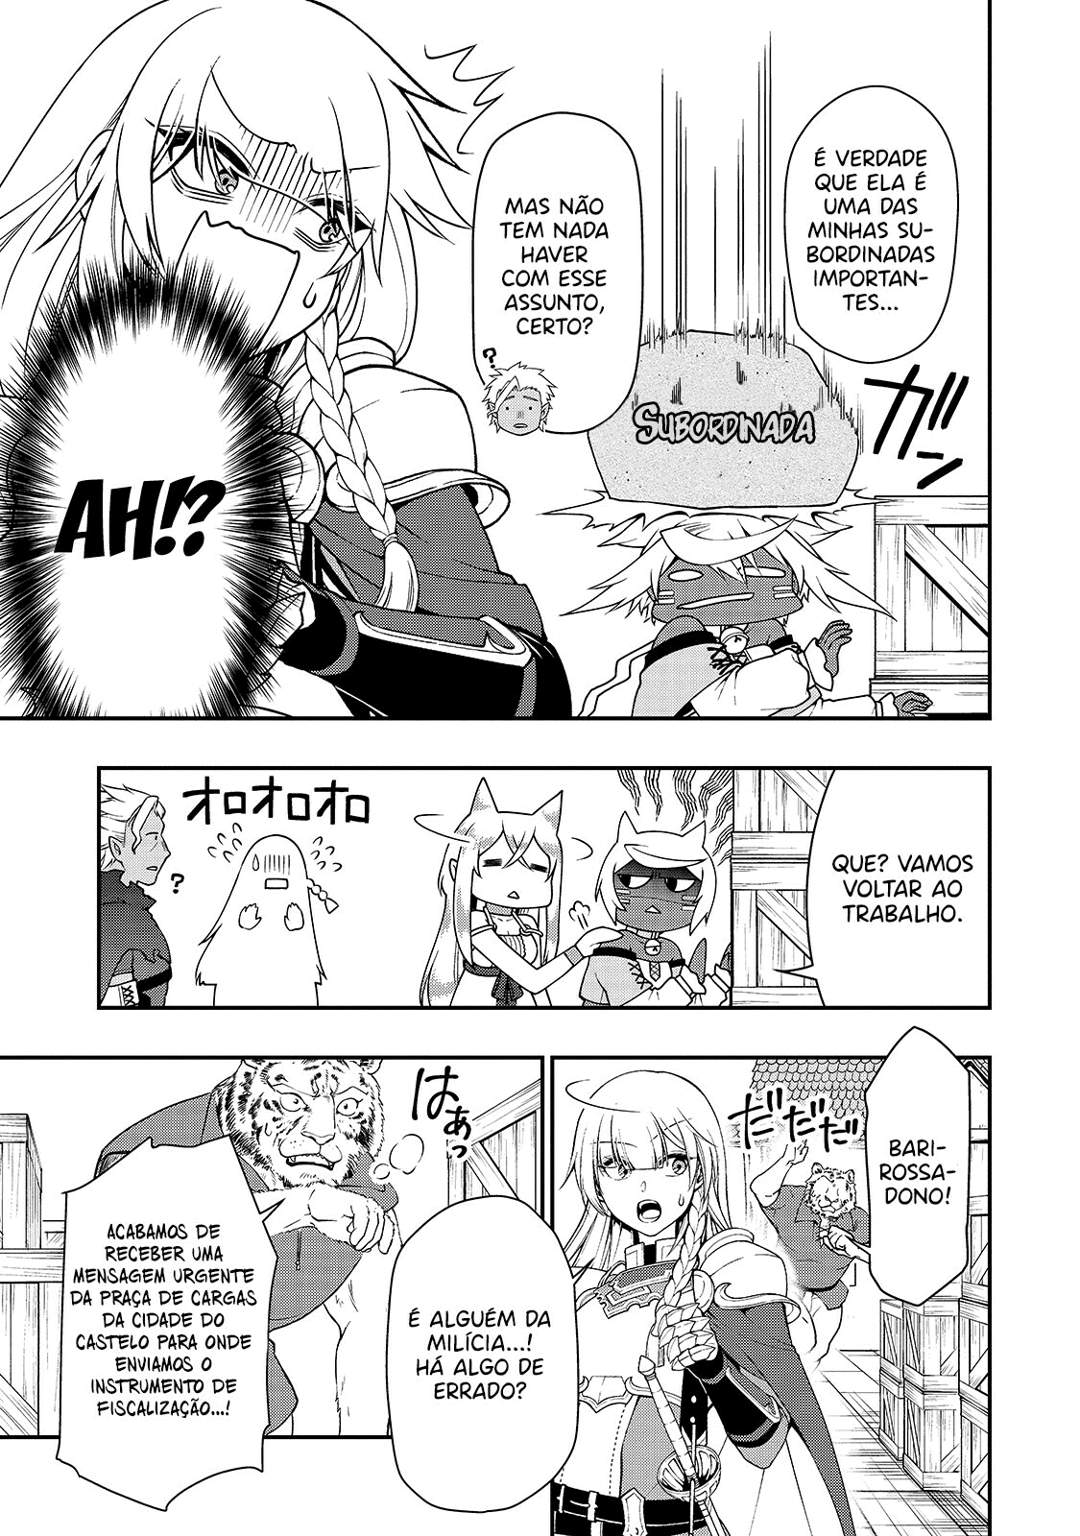 É VERDADE
QUE ELA É
UMA DAS
MINHAS SU-
BORDINADAS
IMPORTAN-
TES...
MAS NÃO
TEM NADA
HAVER
COM ESSE
ASSUNTO,
CERTO?
?
SUBORDINADA
ガン
AH!?
QUE? VAMOS
VOLTAR AO
TRABALHO.
オロオロオロ
?
BARI-
ROSSA-
DONO!
だだだ
É ALGUÉM DA
MILÍCIA...!
HÁ ALGO DE
ERRADO?
はぁっ
ACABAMOS DE
RECEBER UMA
MENSAGEM URGENTE
DA PRAÇA DE CARGAS
DA CIDADE DO
CASTELO PARA ONDE
ENVIAMOS O
INSTRUMENTO DE
FISCALIZAÇÃO...!